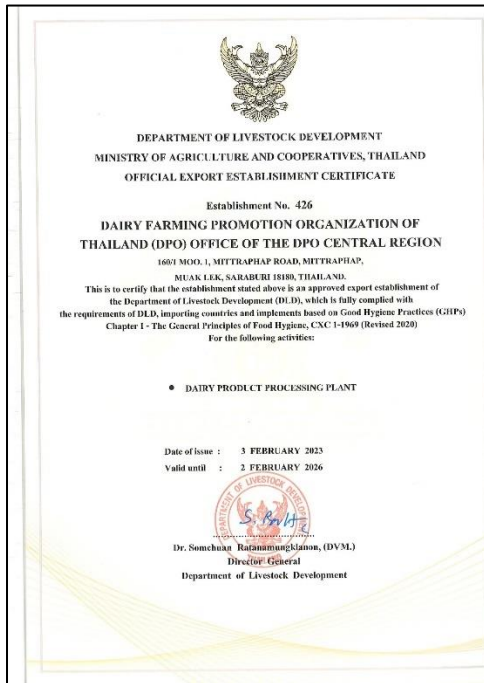 DEPARTMENT OF LIVESTOCK DEVELOPMENT
MINISTRY OF AGRICULTURE AND COOPERATIVES, THAILAND
OFFICIAL EXPORT ESTABLISHMENT CERTIFICATE
Establishment No. 426
DAIRY FARMING PROMOTION ORGANIZATION OF
THAILAND (DPO) OFFICE OF THE DPO CENTRAL REGION
160/1 MOO. 1, MITTRAPHAP ROAD, MITTRAPHAP,
MUAK LEK, SARABURI 18180, THAILAND.
This is to certify that the establishment stated above is an approved export establishment of
the Department of Livestock Development (DLD), which is fully complied with
the requirements of DLD, importing countries and implements based on Good Hygiene Practices (GHPs)
Chapter I - The General Principles of Food Hygiene, CXC 1-1969 (Revised 2020)
For the following activities:
• DAIRY PRODUCT PROCESSING PLANT
Date of issue : 3 FEBRUARY 2023
Valid until : 2 FEBRUARY 2026
DEPARTMENT OF LIVESTOCK DEVELOPMENT
THAILAND
Dr. Somchuan Ratanamungklanon, (DVM.)
Director General
Department of Livestock Development